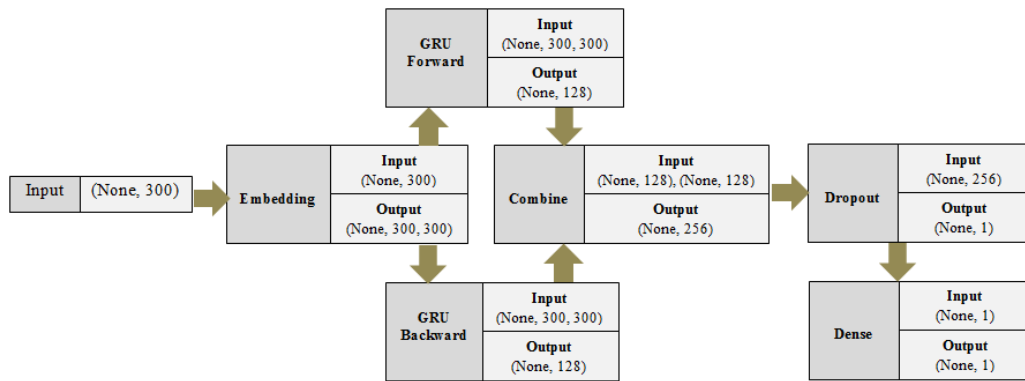 Input
(None, 300)
Embedding
Input
(None, 300)
Output
(None, 300, 300)
GRU
Forward
Input
(None, 300, 300)
Output
(None, 128)
GRU
Backward
Input
(None, 300, 300)
Output
(None, 128)
Combine
Input
(None, 128), (None, 128)
Output
(None, 256)
Dropout
Input
(None, 256)
Output
(None, 1)
Dense
Input
(None, 1)
Output
(None, 1)